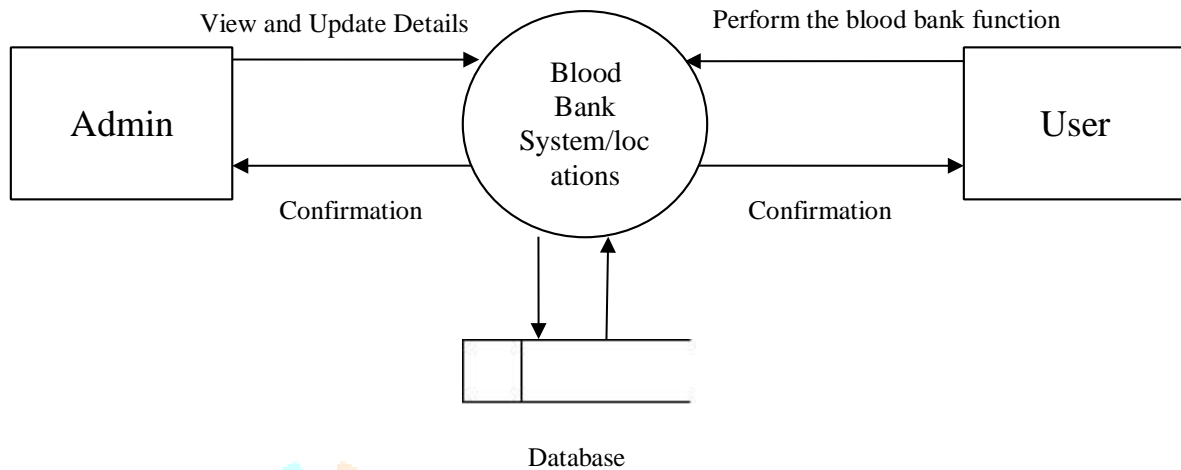 View and Update Details
Perform the blood bank function
Admin
Blood
Bank
System/loc
ations
User
Confirmation
Confirmation
Database